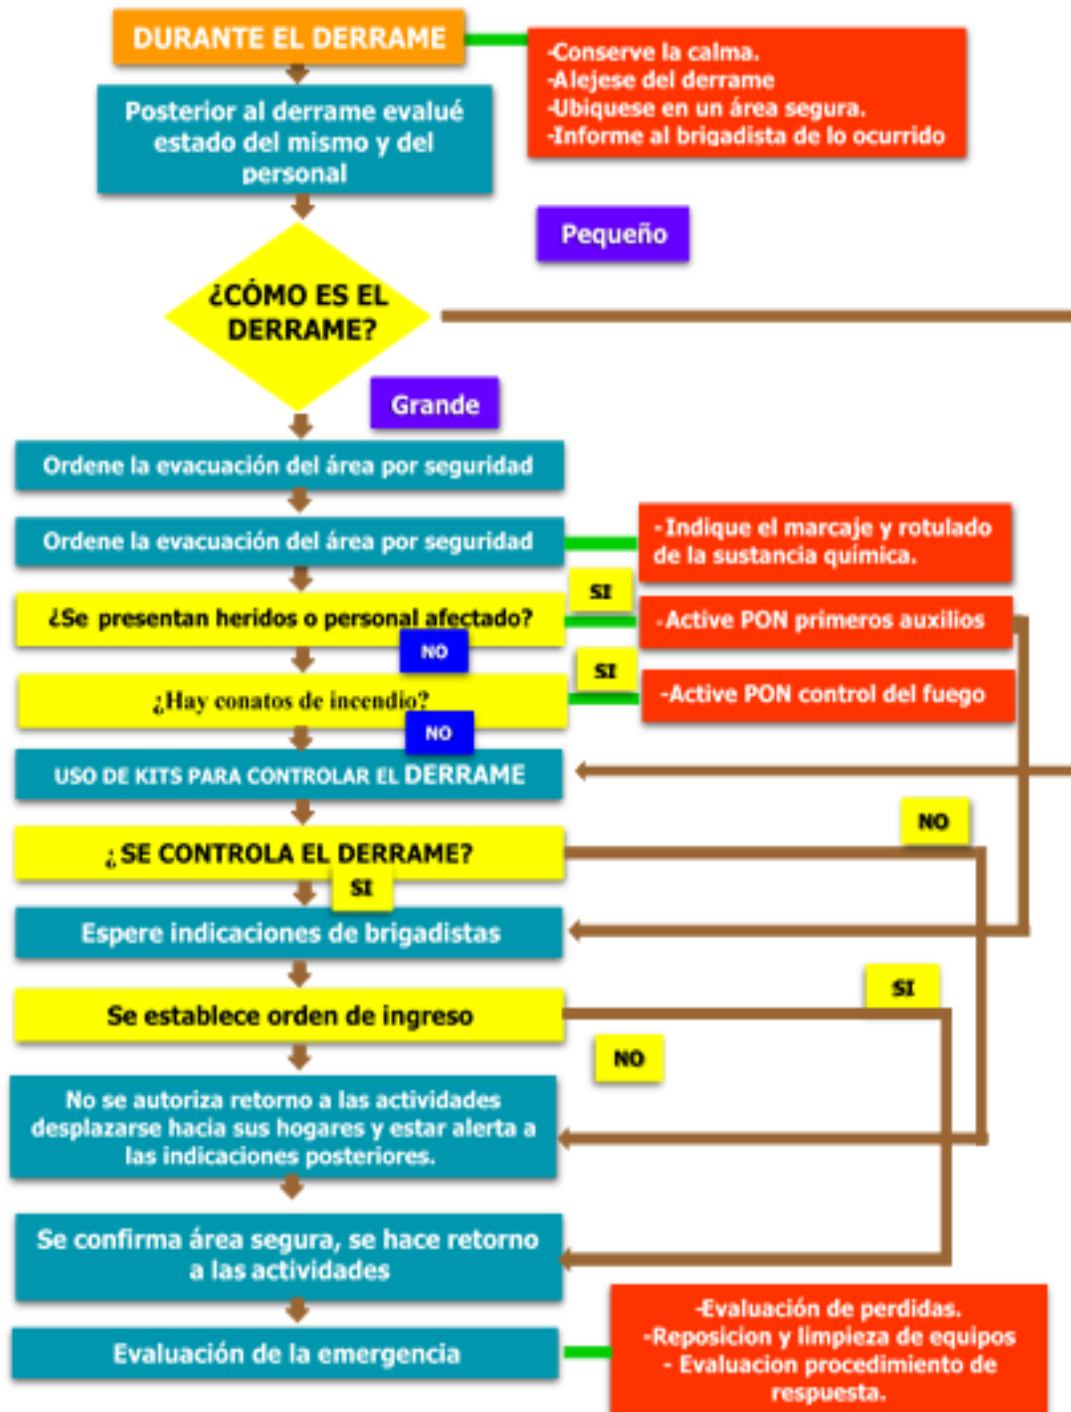 DURANTE EL DERRAME
-Conserve la calma.
-Alejese del derrame
-Ubiquese en un área segura.
-Informe al brigadista de lo ocurrido
Posterior al derrame evalué
estado del mismo y del
personal
Pequeño
¿CÓMO ES EL
DERRAME?
Grande
Ordene la evacuación del área por seguridad
Ordene la evacuación del área por seguridad
-Indique el marcaje y rotulado
de la sustancia química.
SI
¿Se presentan heridos o personal afectado?
-Active PON primeros auxilios
NO
SI
¿Hay conatos de incendio?
-Active PON control del fuego
NO
USO DE KITS PARA CONTROLAR EL DERRAME
NO
¿SE CONTROLA EL DERRAME?
SI
Espere indicaciones de brigadistas
SI
Se establece orden de ingreso
NO
No se autoriza retorno a las actividades
desplazarse hacia sus hogares y estar alerta a
las indicaciones posteriores.
Se confirma área segura, se hace retorno
a las actividades
-Evaluación de perdidas.
-Reposicion y limpieza de equipos
- Evaluacion procedimiento de
respuesta.
Evaluación de la emergencia